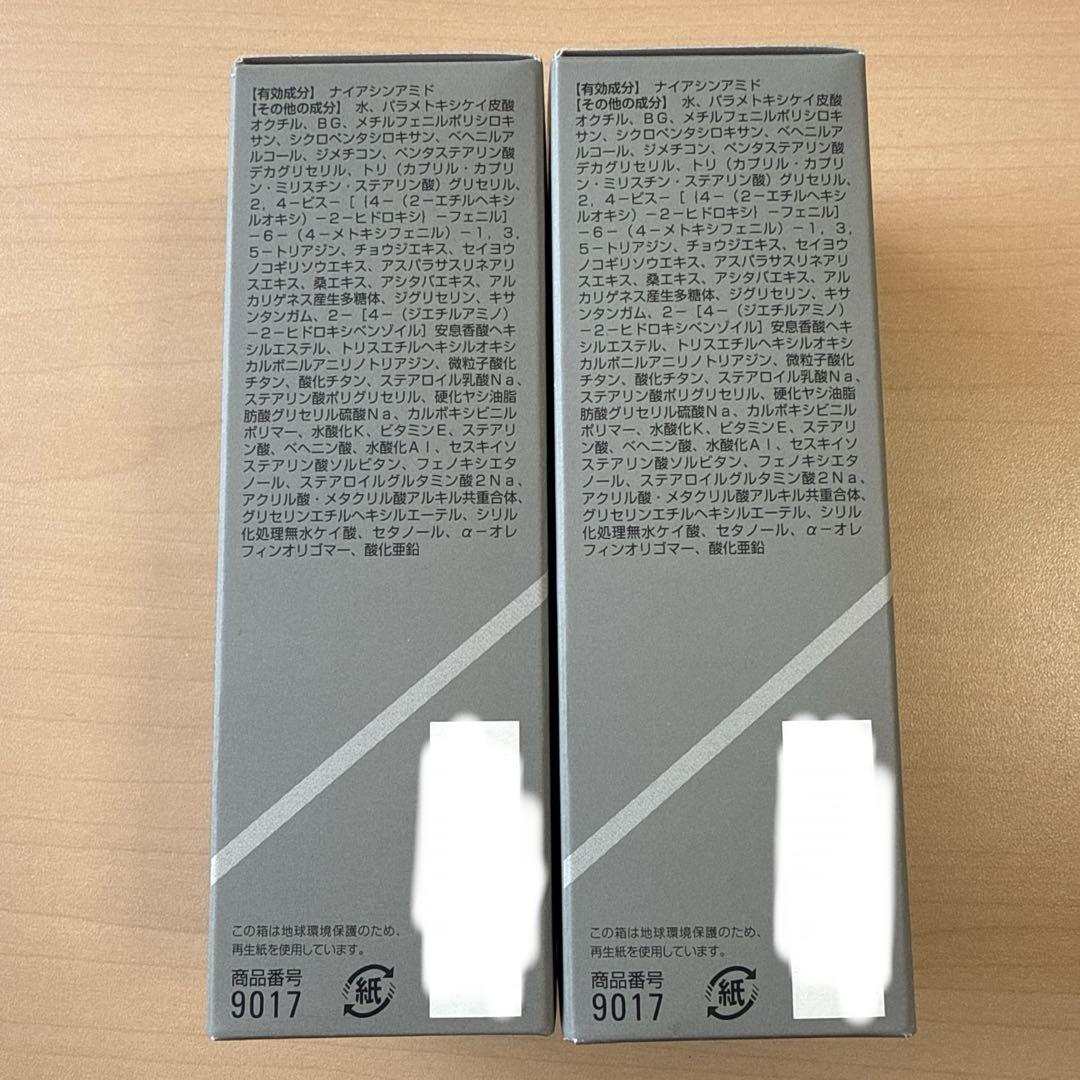 【有効成分】 ナイアシンアミド
【その他の成分】 水、パラメトキシケイ皮酸
オクチル、BG、メチルフェニルポリシロキ
サン、シクロペンタシロキサン、ベヘニルア
ルコール、ジメチコン、ペンタステアリン酸
デカグリセリル、トリ（カプリル・カプリ
ン・ミリスチン・ステアリン酸）グリセリル、
2，4－ビス－［｛4－（2－エチルヘキシ
ルオキシ）－2－ヒドロキシ｝－フェニル］
－6－（4－メトキシフェニル）－1，3，
5－トリアジン、チョウジエキス、セイヨウ
ノコギリソウエキス、アスパラサスリネアリ
スエキス、桑エキス、アシタバエキス、アル
カリゲネス産生多糖体、ジグリセリン、キサ
ンタンガム、2－［4－（ジエチルアミノ）
－2－ヒドロキシベンゾイル］安息香酸ヘキ
シルエステル、トリスエチルヘキシルオキシ
カルボニルアニリノトリアジン、微粒子酸化
チタン、酸化チタン、ステアロイル乳酸Na、
ステアリン酸ポリグリセリル、硬化ヤシ油脂
肪酸グリセリル硫酸Na、カルボキシビニル
ポリマー、水酸化K、ビタミンE、ステアリ
ン酸、ベヘニン酸、水酸化Al、セスキイソ
ステアリン酸ソルビタン、フェノキシエタ
ノール、ステアロイルグルタミン酸2Na、
アクリル酸・メタクリル酸アルキル共重合体、
グリセリンエチルヘキシルエーテル、シリル
化処理無水ケイ酸、セタノール、α－オレ
フィンオリゴマー、酸化亜鉛
この箱は地球環境保護のため、
再生紙を使用しています。
商品番号
9017
紙
【有効成分】 ナイアシンアミド
【その他の成分】 水、パラメトキシケイ皮酸
オクチル、BG、メチルフェニルポリシロキ
サン、シクロペンタシロキサン、ベヘニルア
ルコール、ジメチコン、ペンタステアリン酸
デカグリセリル、トリ（カプリル・カプリ
ン・ミリスチン・ステアリン酸）グリセリル、
2，4－ビス－［｛4－（2－エチルヘキシ
ルオキシ）－2－ヒドロキシ｝－フェニル］
－6－（4－メトキシフェニル）－1，3，
5－トリアジン、チョウジエキス、セイヨウ
ノコギリソウエキス、アスパラサスリネアリ
スエキス、桑エキス、アシタバエキス、アル
カリゲネス産生多糖体、ジグリセリン、キサ
ンタンガム、2－［4－（ジエチルアミノ）
－2－ヒドロキシベンゾイル］安息香酸ヘキ
シルエステル、トリスエチルヘキシルオキシ
カルボニルアニリノトリアジン、微粒子酸化
チタン、酸化チタン、ステアロイル乳酸Na、
ステアリン酸ポリグリセリル、硬化ヤシ油脂
肪酸グリセリル硫酸Na、カルボキシビニル
ポリマー、水酸化K、ビタミンE、ステアリ
ン酸、ベヘニン酸、水酸化Al、セスキイソ
ステアリン酸ソルビタン、フェノキシエタ
ノール、ステアロイルグルタミン酸2Na、
アクリル酸・メタクリル酸アルキル共重合体、
グリセリンエチルヘキシルエーテル、シリル
化処理無水ケイ酸、セタノール、α－オレ
フィンオリゴマー、酸化亜鉛
この箱は地球環境保護のため、
再生紙を使用しています。
商品番号
9017
紙